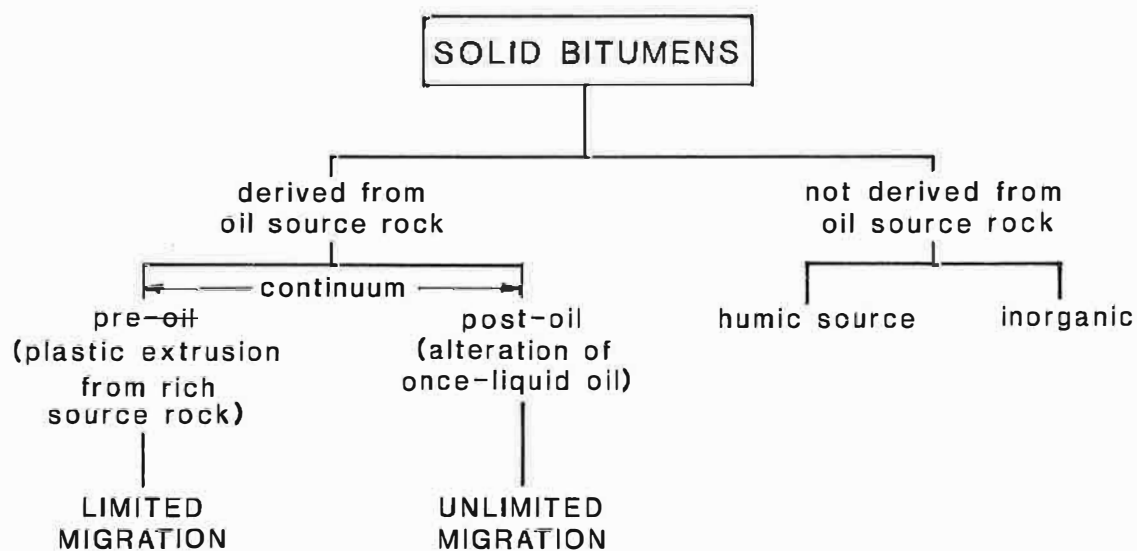 SOLID BITUMENS
derived from
oil source rock
not derived from
oil source rock
continuum
pre-oil
(plastic extrusion
from rich
source rock)
post-oil
(alteration of
once-liquid oil)
humic source
inorganic
LIMITED
MIGRATION
UNLIMITED
MIGRATION